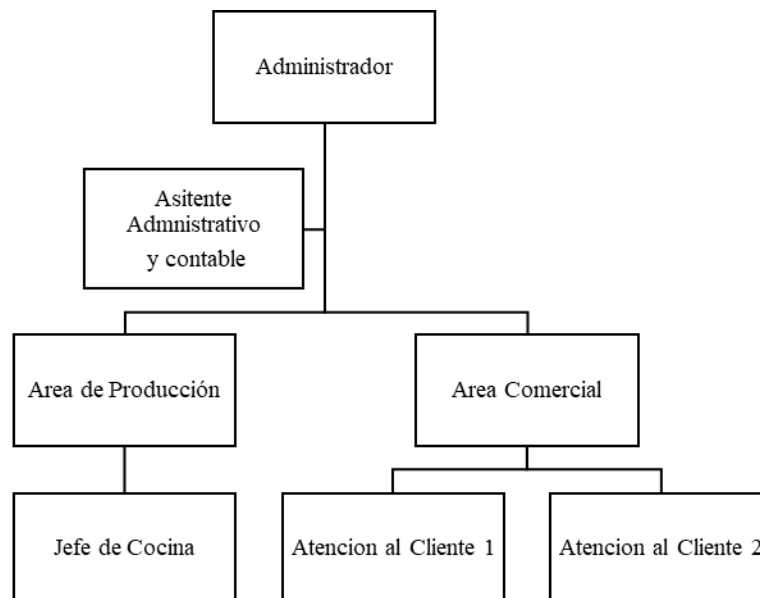 Administrador
Asitente
Admnistrativo
y contable
Area de Producción
Area Comercial
Jefe de Cocina
Atencion al Cliente 1
Atencion al Cliente 2